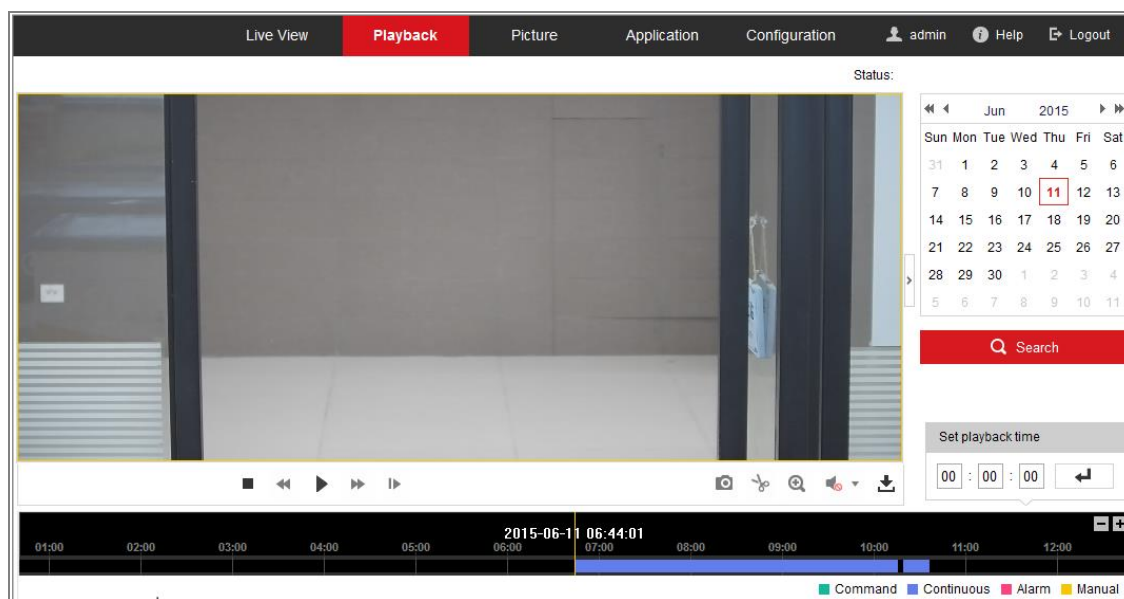 Live View Playback Picture Application Configuration admin Help Logout
Status:
Jun 2015
Sun Mon Tue Wed Thu Fri Sat
31 1 2 3 4 5 6
7 8 9 10 11 12 13
14 15 16 17 18 19 20
21 22 23 24 25 26 27
28 29 30 1 2 3 4
5 6 7 8 9 10 11
Search
Set playback time
00 : 00 : 00
2015-06-11 06:44:01
01:00 02:00 03:00 04:00 05:00 06:00 07:00 08:00 09:00 10:00 11:00 12:00
Command Continuous Alarm Manual